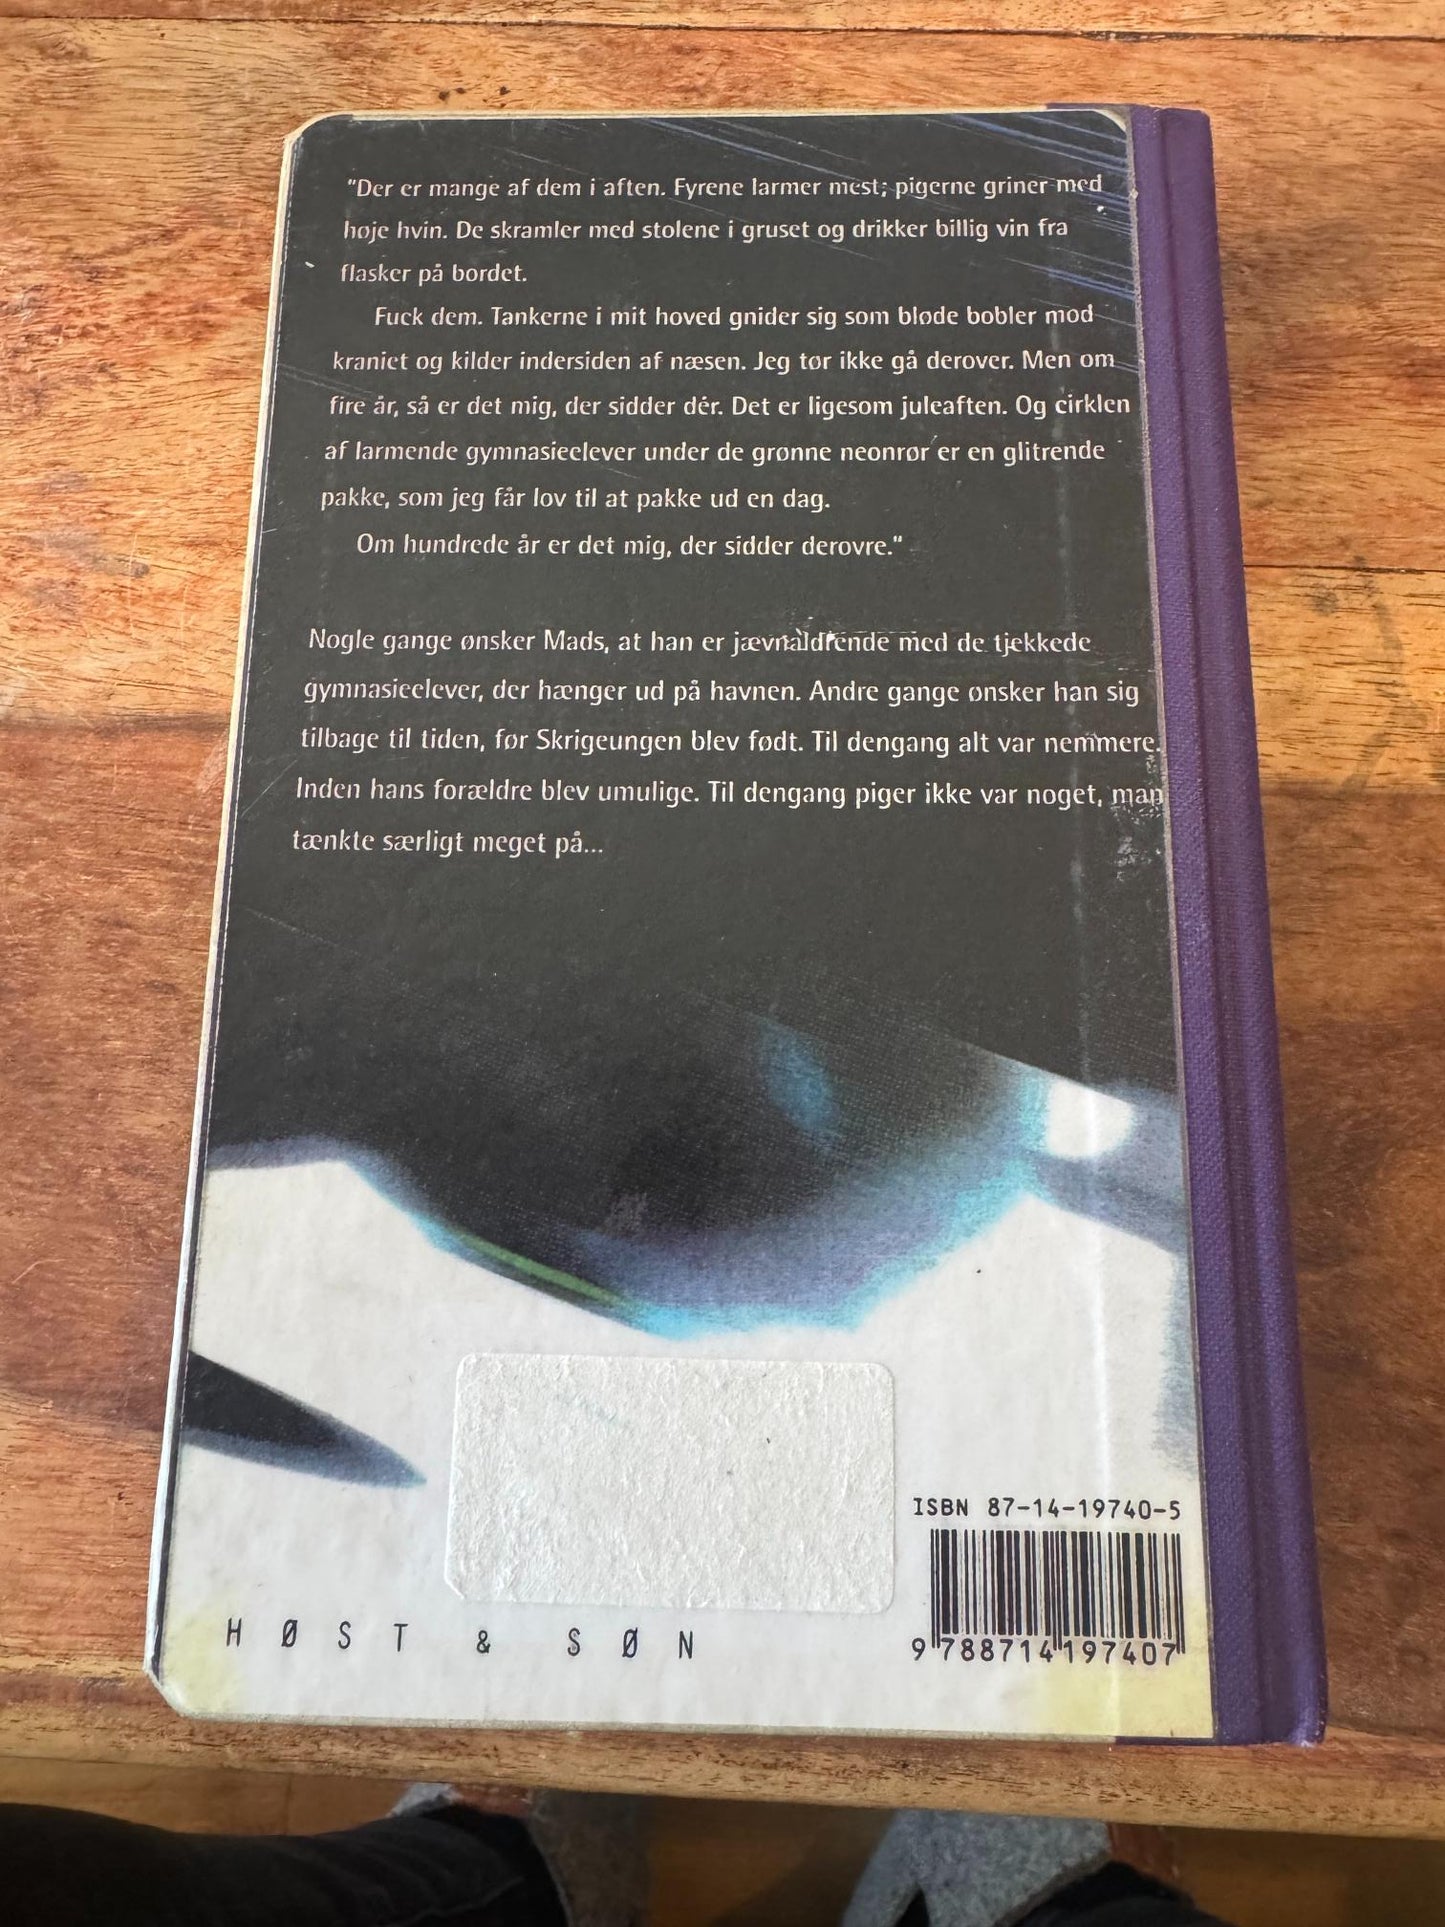 "Der er mange af dem i aften. Fyrene larmer mest; pigerne griner med
høje hvin. De skramler med stolene i gruset og drikker billig vin fra
flasker på bordet.
Fuck dem. Tankerne i mit hoved gnider sig som bløde bobler mod
kraniet og kilder indersiden af næsen. Jeg tør ikke gå derover. Men om
fire år, så er det mig, der sidder dér. Det er ligesom juleaften. Og cirklen
af larmende gymnasieelever under de grønne neonrør er en glitrende
pakke, som jeg får lov til at pakke ud en dag.
Om hundrede år er det mig, der sidder derovre."
Nogle gange ønsker Mads, at han er jævnaldrende med de tjekkede
gymnasieelever, der hænger ud på havnen. Andre gange ønsker han sig
tilbage til tiden, før Skrigeungen blev født. Til dengang alt var nemmere.
Inden hans forældre blev umulige. Til dengang piger ikke var noget, man
tænkte særligt meget på...
ISBN 87-14-19740-5
9 788714 197407
HØST & SØN